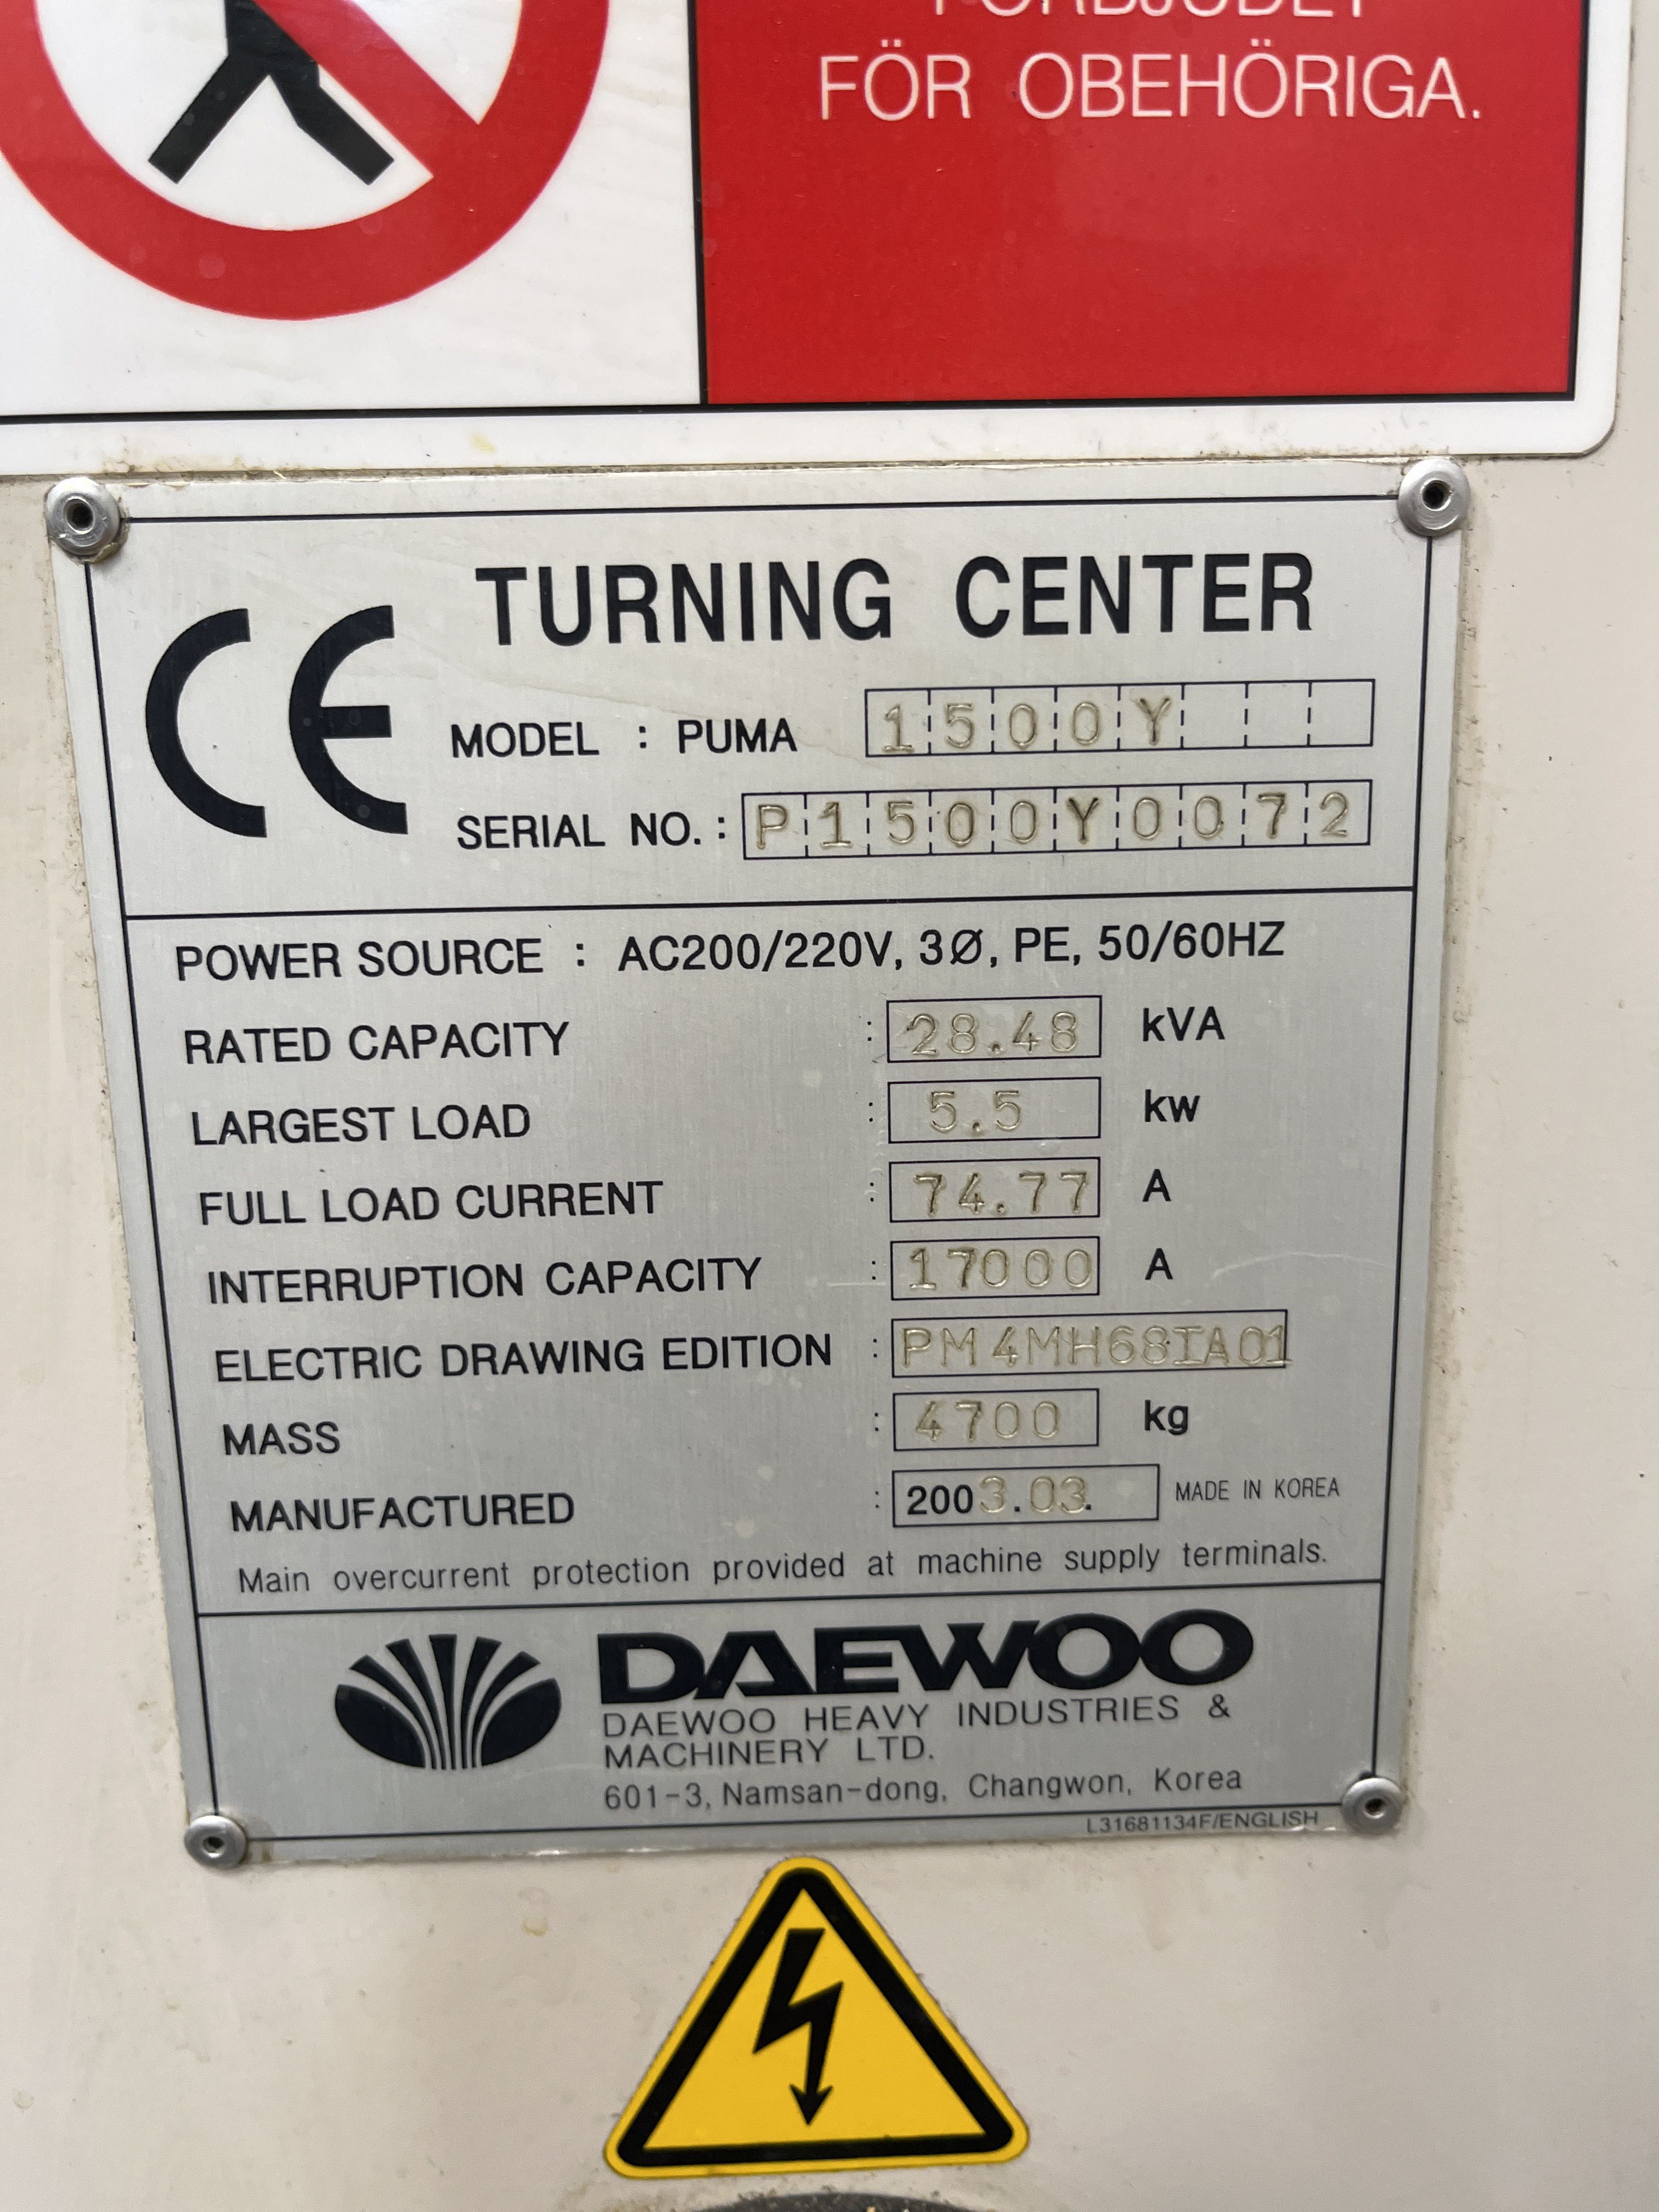 FÖRBJUDET
FÖR OBEHÖRIGA.
CE
TURNING CENTER
MODEL : PUMA 1500Y
SERIAL NO. : P1500Y0072
POWER SOURCE : AC200/220V, 3Ø, PE, 50/60HZ
RATED CAPACITY : 28.48 kVA
LARGEST LOAD : 5.5 kw
FULL LOAD CURRENT : 74.77 A
INTERRUPTION CAPACITY : 17000 A
ELECTRIC DRAWING EDITION : PM4MH68IA01
MASS : 4700 kg
MANUFACTURED : 2003.03. MADE IN KOREA
Main overcurrent protection provided at machine supply terminals.
DAEWOO
DAEWOO HEAVY INDUSTRIES &
MACHINERY LTD.
601-3, Namsan-dong, Changwon, Korea
L31681134F/ENGLISH